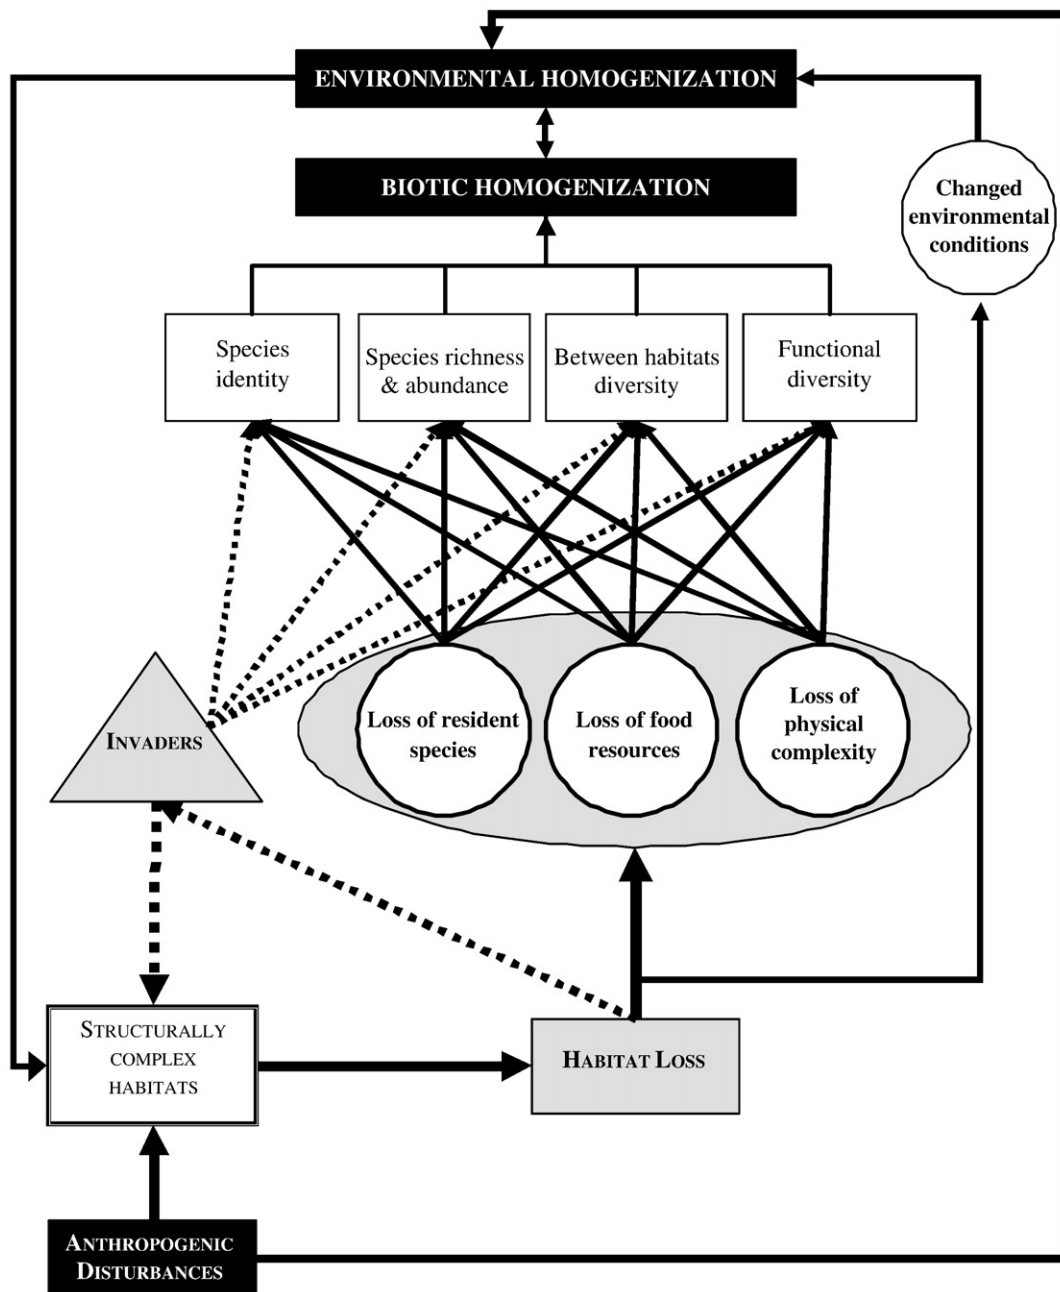 ENVIRONMENTAL HOMOGENIZATION
BIOTIC HOMOGENIZATION
Changed
environmental
conditions
Species
identity
Species richness
& abundance
Between habitats
diversity
Functional
diversity
INVADERS
Loss of resident
species
Loss of food
resources
Loss of
physical
complexity
STRUCTURALLY
COMPLEX
HABITATS
HABITAT LOSS
ANTHROPOGENIC
DISTURBANCES